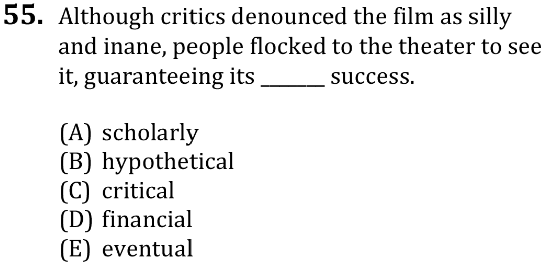 55. Although critics denounced the film as silly
and inane, people flocked to the theater to see
it, guaranteeing its ______ success.
(A) scholarly
(B) hypothetical
(C) critical
(D) financial
(E) eventual